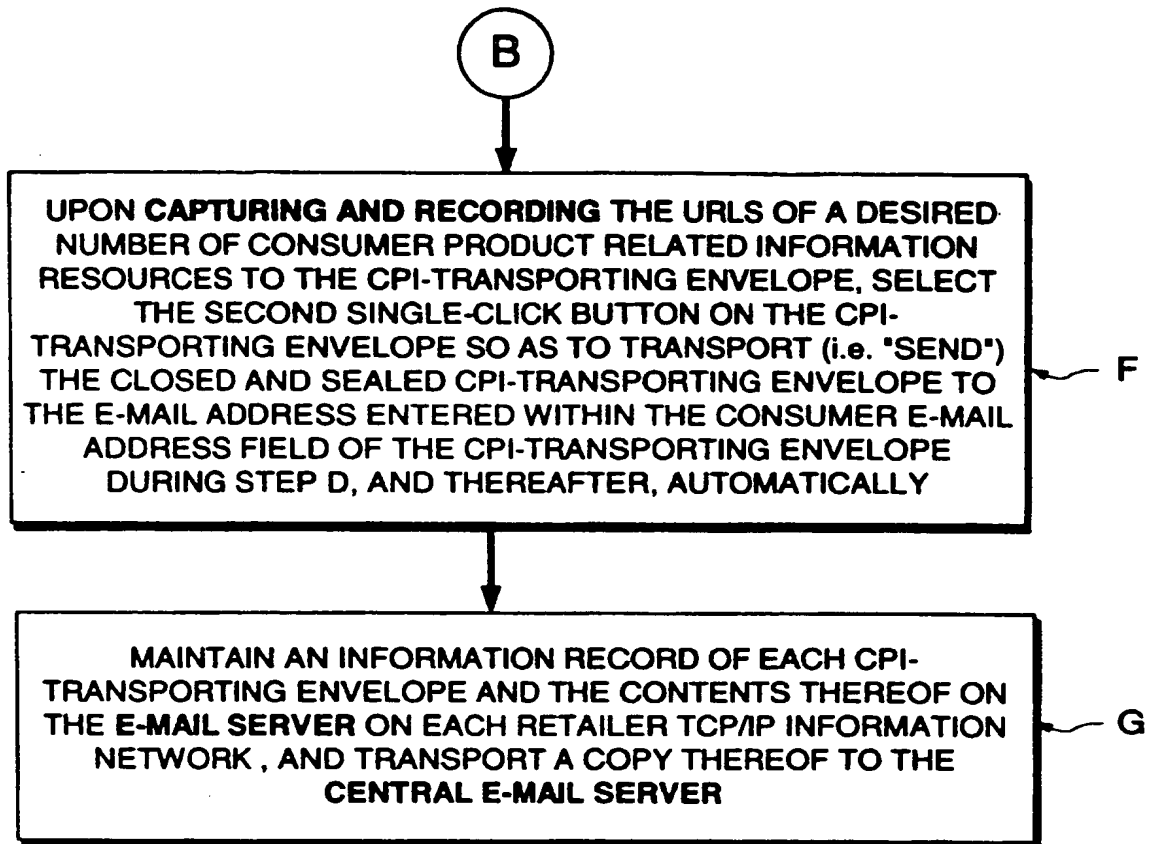 B
UPON CAPTURING AND RECORDING THE URLS OF A DESIRED
NUMBER OF CONSUMER PRODUCT RELATED INFORMATION
RESOURCES TO THE CPI-TRANSPORTING ENVELOPE, SELECT
THE SECOND SINGLE-CLICK BUTTON ON THE CPI-
TRANSPORTING ENVELOPE SO AS TO TRANSPORT (i.e. "SEND")
THE CLOSED AND SEALED CPI-TRANSPORTING ENVELOPE TO
THE E-MAIL ADDRESS ENTERED WITHIN THE CONSUMER E-MAIL
ADDRESS FIELD OF THE CPI-TRANSPORTING ENVELOPE
DURING STEP D, AND THEREAFTER, AUTOMATICALLY
F
MAINTAIN AN INFORMATION RECORD OF EACH CPI-
TRANSPORTING ENVELOPE AND THE CONTENTS THEREOF ON
THE E-MAIL SERVER ON EACH RETAILER TCP/IP INFORMATION
NETWORK , AND TRANSPORT A COPY THEREOF TO THE
CENTRAL E-MAIL SERVER
G